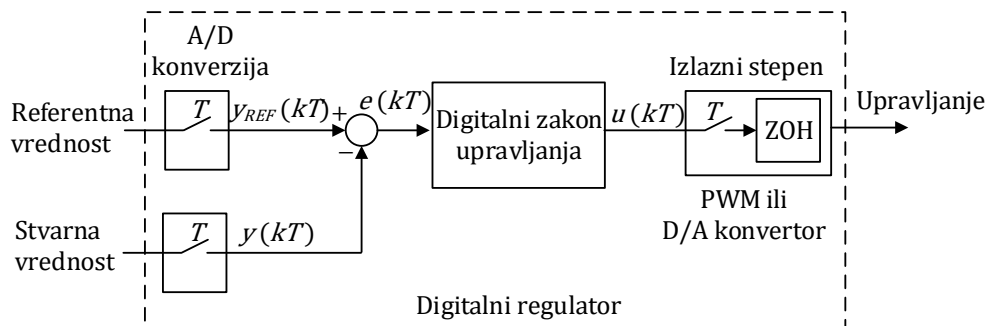 A/D
konverzija
Izlazni stepen
Referentna
vrednost
T
y_REF(kT)
+
e(kT)
−
Digitalni zakon
upravljanja
u(kT)
T
ZOH
Upravljanje
PWM ili
D/A konvertor
Stvarna
vrednost
T
y(kT)
Digitalni regulator